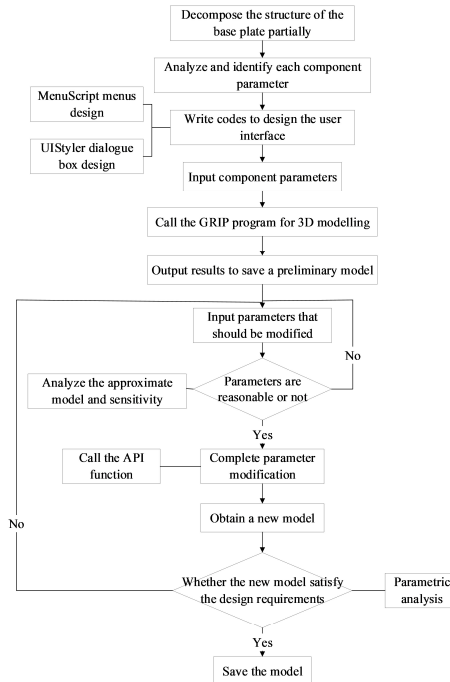 Decompose the structure of the
base plate partially
Analyze and identify each component
parameter
MenuScript menus
design
Write codes to design the user
interface
UIStyler dialogue
box design
Input component parameters
Call the GRIP program for 3D modelling
Output results to save a preliminary model
Input parameters that
should be modified
No
Analyze the approximate
model and sensitivity
Parameters are
reasonable or not
Yes
Call the API
function
Complete parameter
modification
Obtain a new model
No
Whether the new model satisfy
the design requirements
Parametric
analysis
Yes
Save the model